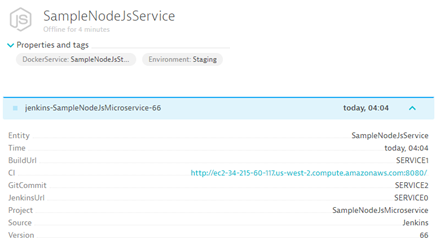 JS
SampleNodeJsService
Offline for 4 minutes
Properties and tags
DockerService: SampleNodeJsSt... Environment: Staging
jenkins-SampleNodeJsMicroservice-66 today, 04:04
Entity SampleNodeJsService
Time today, 04:04
BuildUrl SERVICE1
CI http://ec2-34-215-60-117.us-west-2.compute.amazonaws.com:8080/
GitCommit SERVICE2
JenkinsUrl SERVICE0
Project SampleNodeJsMicroservice
Source Jenkins
Version 66